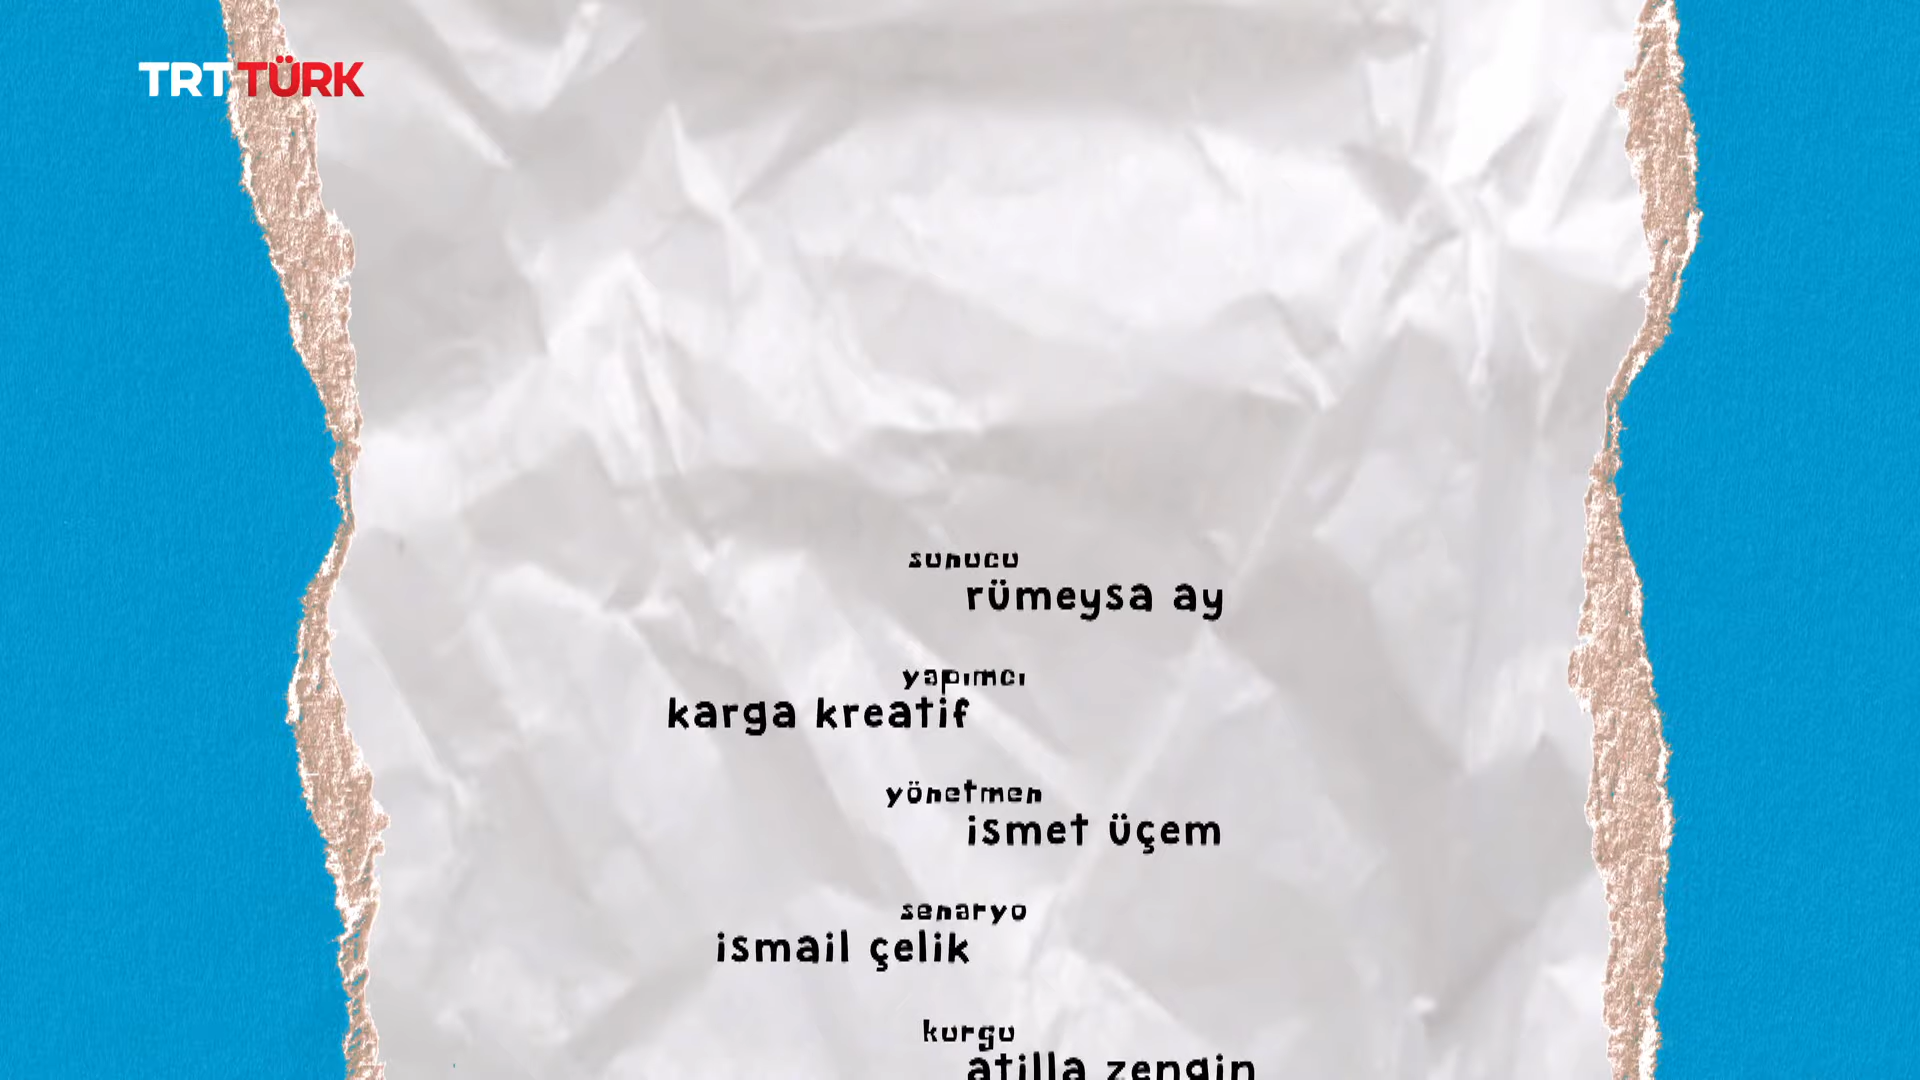 TRT TÜRK
sunucu
rümeysa ay
yapımcı
karga kreatif
yönetmen
ismet üçem
senaryo
ismail çelik
kurgu
atilla zengin